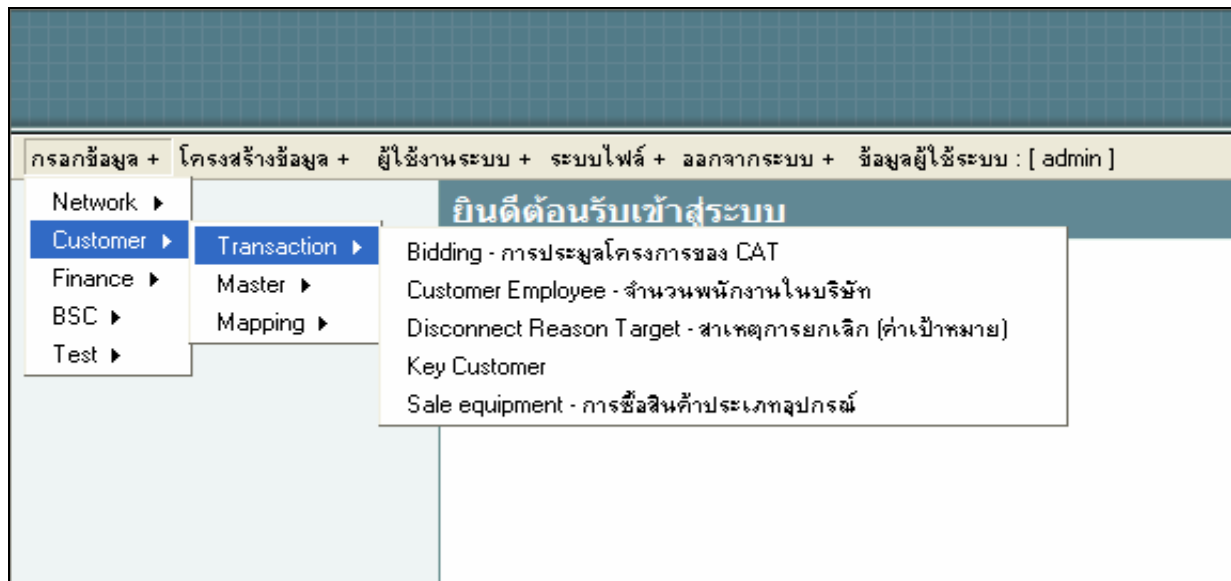 กรอกข้อมูล + โครงสร้างข้อมูล + ผู้ใช้งานระบบ + ระบบไฟล์ + ออกจากระบบ + ข้อมูลผู้ใช้ระบบ : [ admin ]
ยินดีต้อนรับเข้าสู่ระบบ
Network
Customer
Finance
BSC
Test
Transaction
Master
Mapping
Bidding - การประมูลโครงการของ CAT
Customer Employee - จำนวนพนักงานในบริษัท
Disconnect Reason Target - สาเหตุการยกเลิก (ค่าเป้าหมาย)
Key Customer
Sale equipment - การซื้อสินค้าประเภทอุปกรณ์